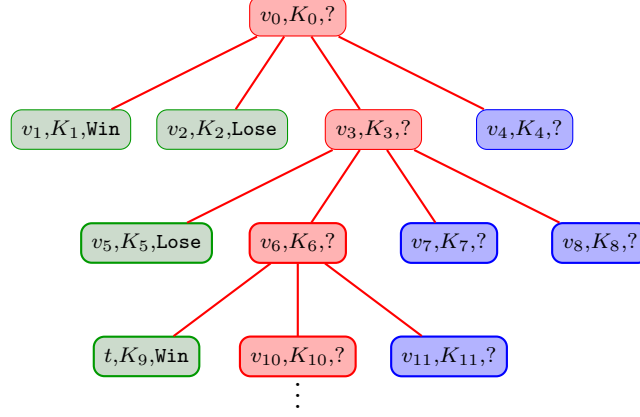 v₀,K₀,?
v₁,K₁,Win
v₂,K₂,Lose
v₃,K₃,?
v₄,K₄,?
v₅,K₅,Lose
v₆,K₆,?
v₇,K₇,?
v₈,K₈,?
t,K₉,Win
v₁₀,K₁₀,?
v₁₁,K₁₁,?
⋮